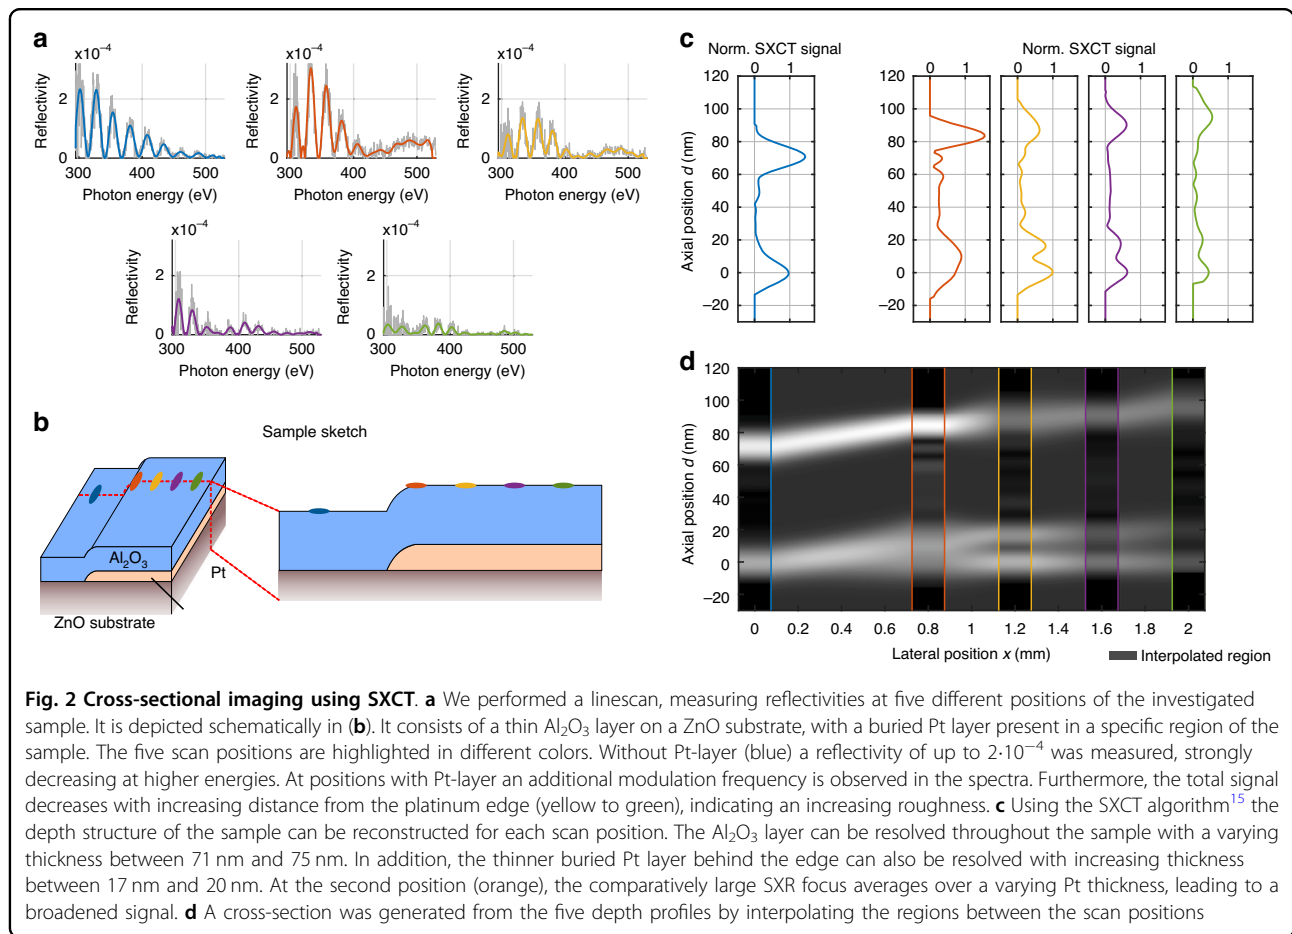 a
x10⁻⁴
Reflectivity
2
0
300 400 500
Photon energy (eV)
x10⁻⁴
Reflectivity
2
0
300 400 500
Photon energy (eV)
x10⁻⁴
Reflectivity
2
0
300 400 500
Photon energy (eV)
x10⁻⁴
Reflectivity
2
0
300 400 500
Photon energy (eV)
x10⁻⁴
Reflectivity
2
0
300 400 500
Photon energy (eV)
b
Sample sketch
Al₂O₃
Pt
ZnO substrate
c
Norm. SXCT signal
0 1
Norm. SXCT signal
0 1 0 1 0 1 0 1
Axial position d (nm)
120
100
80
60
40
20
0
−20
120
100
80
60
40
20
0
−20
d
Axial position d (nm)
120
100
80
60
40
20
0
−20
0 0.2 0.4 0.6 0.8 1 1.2 1.4 1.6 1.8 2
Lateral position x (mm)
Interpolated region
Fig. 2 Cross-sectional imaging using SXCT. a We performed a linescan, measuring reflectivities at five different positions of the investigated
sample. It is depicted schematically in (b). It consists of a thin Al₂O₃ layer on a ZnO substrate, with a buried Pt layer present in a specific region of the
sample. The five scan positions are highlighted in different colors. Without Pt-layer (blue) a reflectivity of up to 2·10⁻⁴ was measured, strongly
decreasing at higher energies. At positions with Pt-layer an additional modulation frequency is observed in the spectra. Furthermore, the total signal
decreases with increasing distance from the platinum edge (yellow to green), indicating an increasing roughness. c Using the SXCT algorithm¹⁵ the
depth structure of the sample can be reconstructed for each scan position. The Al₂O₃ layer can be resolved throughout the sample with a varying
thickness between 71 nm and 75 nm. In addition, the thinner buried Pt layer behind the edge can also be resolved with increasing thickness
between 17 nm and 20 nm. At the second position (orange), the comparatively large SXR focus averages over a varying Pt thickness, leading to a
broadened signal. d A cross-section was generated from the five depth profiles by interpolating the regions between the scan positions